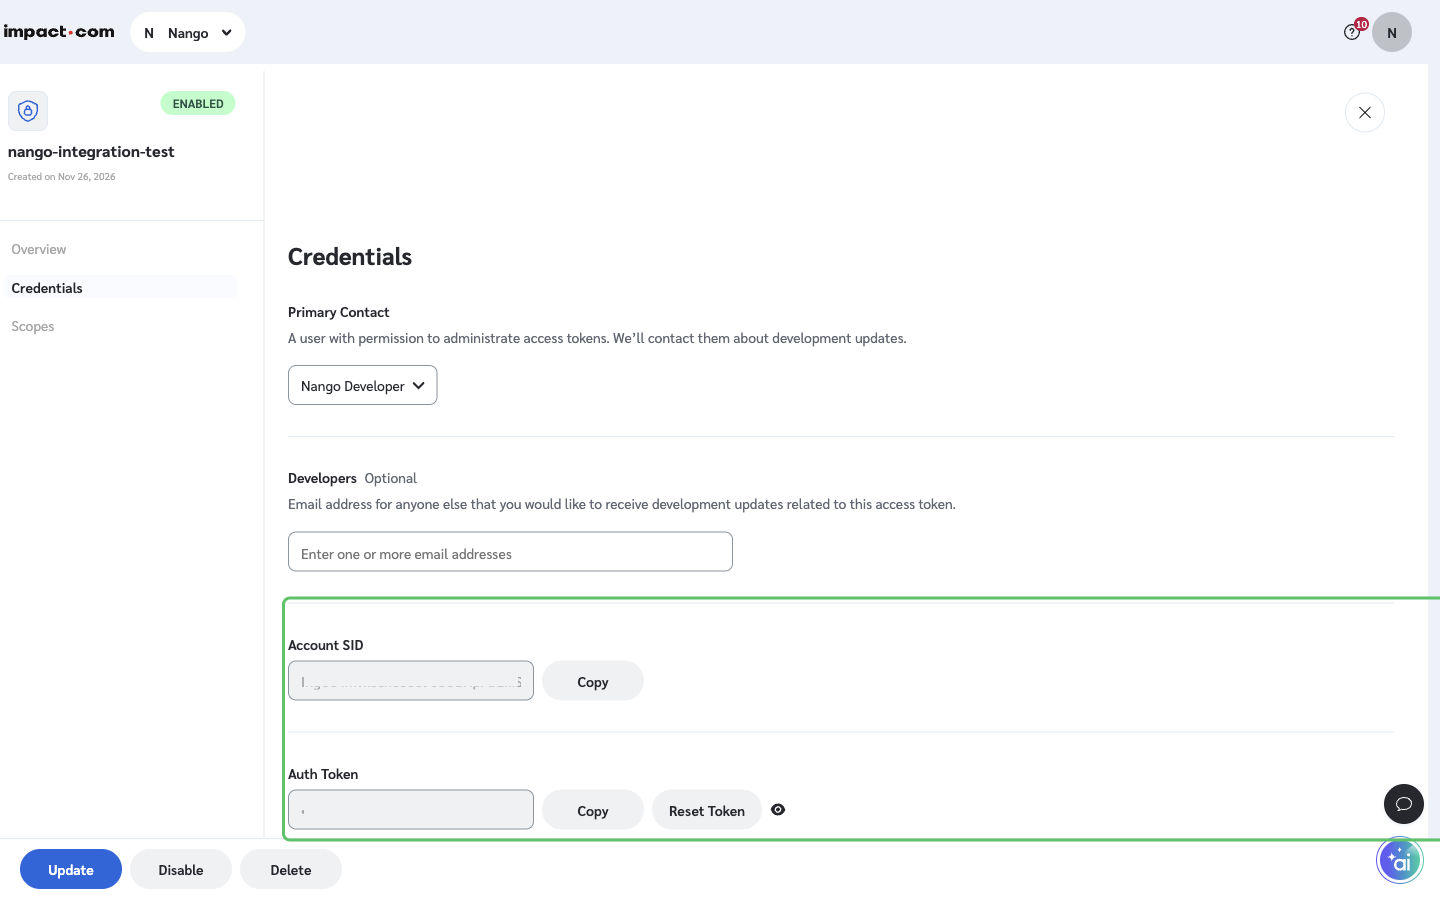 impact.com
N Nango
10
N
ENABLED
nango-integration-test
Created on Nov 26, 2026
Overview
Credentials
Scopes
Credentials
Primary Contact
A user with permission to administrate access tokens. We’ll contact them about development updates.
Nango Developer
Developers Optional
Email address for anyone else that you would like to receive development updates related to this access token.
Enter one or more email addresses
Account SID
Copy
Auth Token
Copy
Reset Token
Update
Disable
Delete
ai